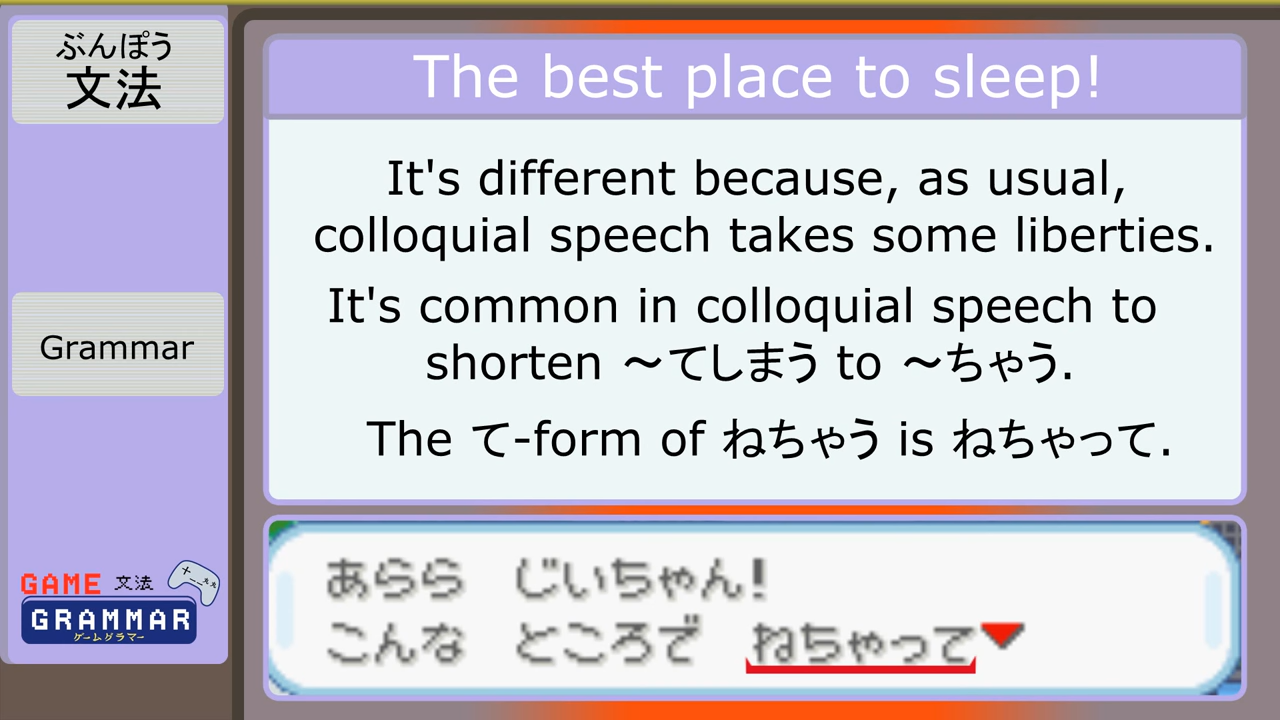 ぶんぽう
文法
Grammar
GAME 文法
GRAMMAR
ゲームグラマー
The best place to sleep!
It's different because, as usual,
colloquial speech takes some liberties.
It's common in colloquial speech to
shorten ～てしまう to ～ちゃう.
The て-form of ねちゃう is ねちゃって.
あらら　じいちゃん！
こんな　ところで　ねちゃって